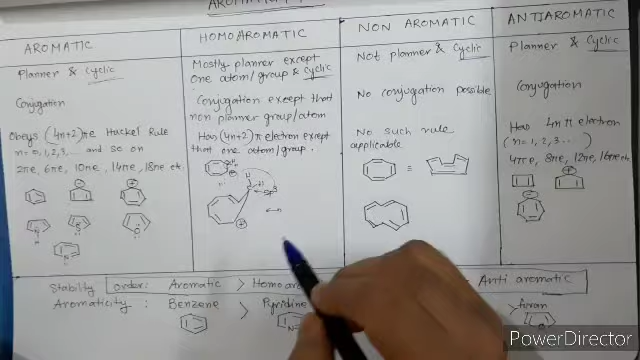 AROMATIC
HOMOAROMATIC
NON AROMATIC
ANTIAROMATIC
Planner & Cyclic
Conjugation
Obeys (4n+2)πe Huckel Rule
n=0,1,2,3,... and so on
2πe, 6πe, 10πe, 14πe, 18πe etc
Mostly planner except
One atom/group & Cyclic
Conjugation except that
non planner group/atom
Has (4n+2)π electron except
that one atom/group.
Not planner & Cyclic
No conjugation possible
No such rule
applicable
Planner & Cyclic
Conjugation
Has 4n π electron
(n=1,2,3...)
4πe, 8πe, 12πe, 16πe etc
Stability order: Aromatic > Anti aromatic
Aromaticity: Benzene > Pyridine > furan
PowerDirector